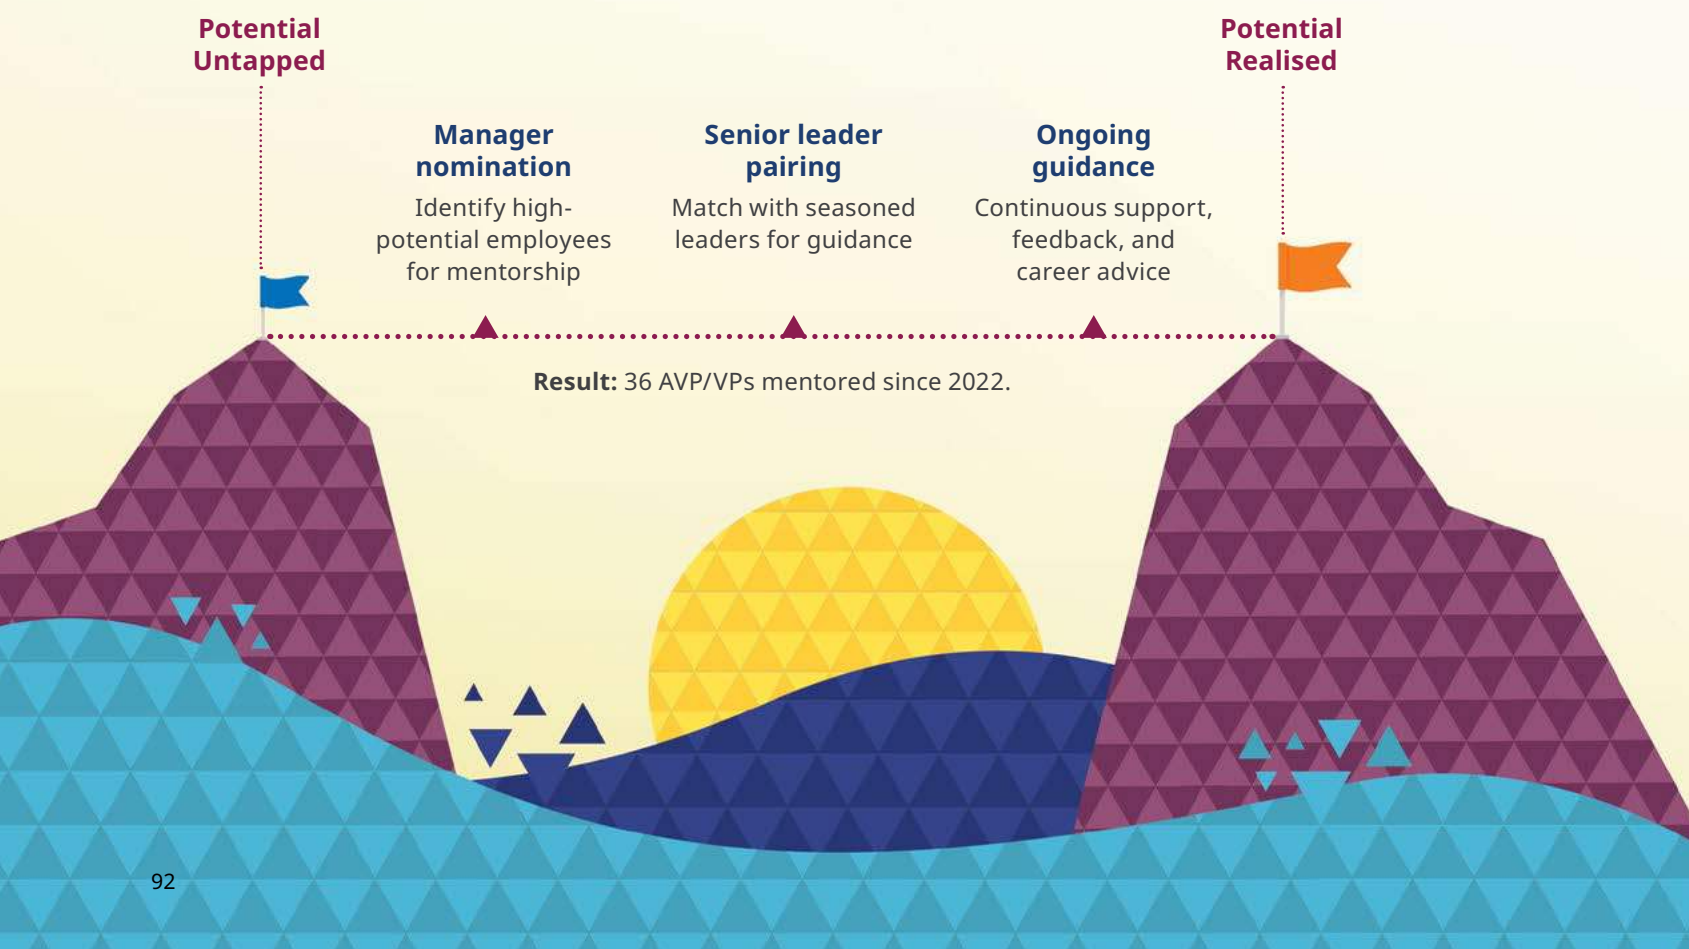 Potential
Untapped
Potential
Realised
Manager
nomination
Identify high-
potential employees
for mentorship
Senior leader
pairing
Match with seasoned
leaders for guidance
Ongoing
guidance
Continuous support,
feedback, and
career advice
Result: 36 AVP/VPs mentored since 2022.
92